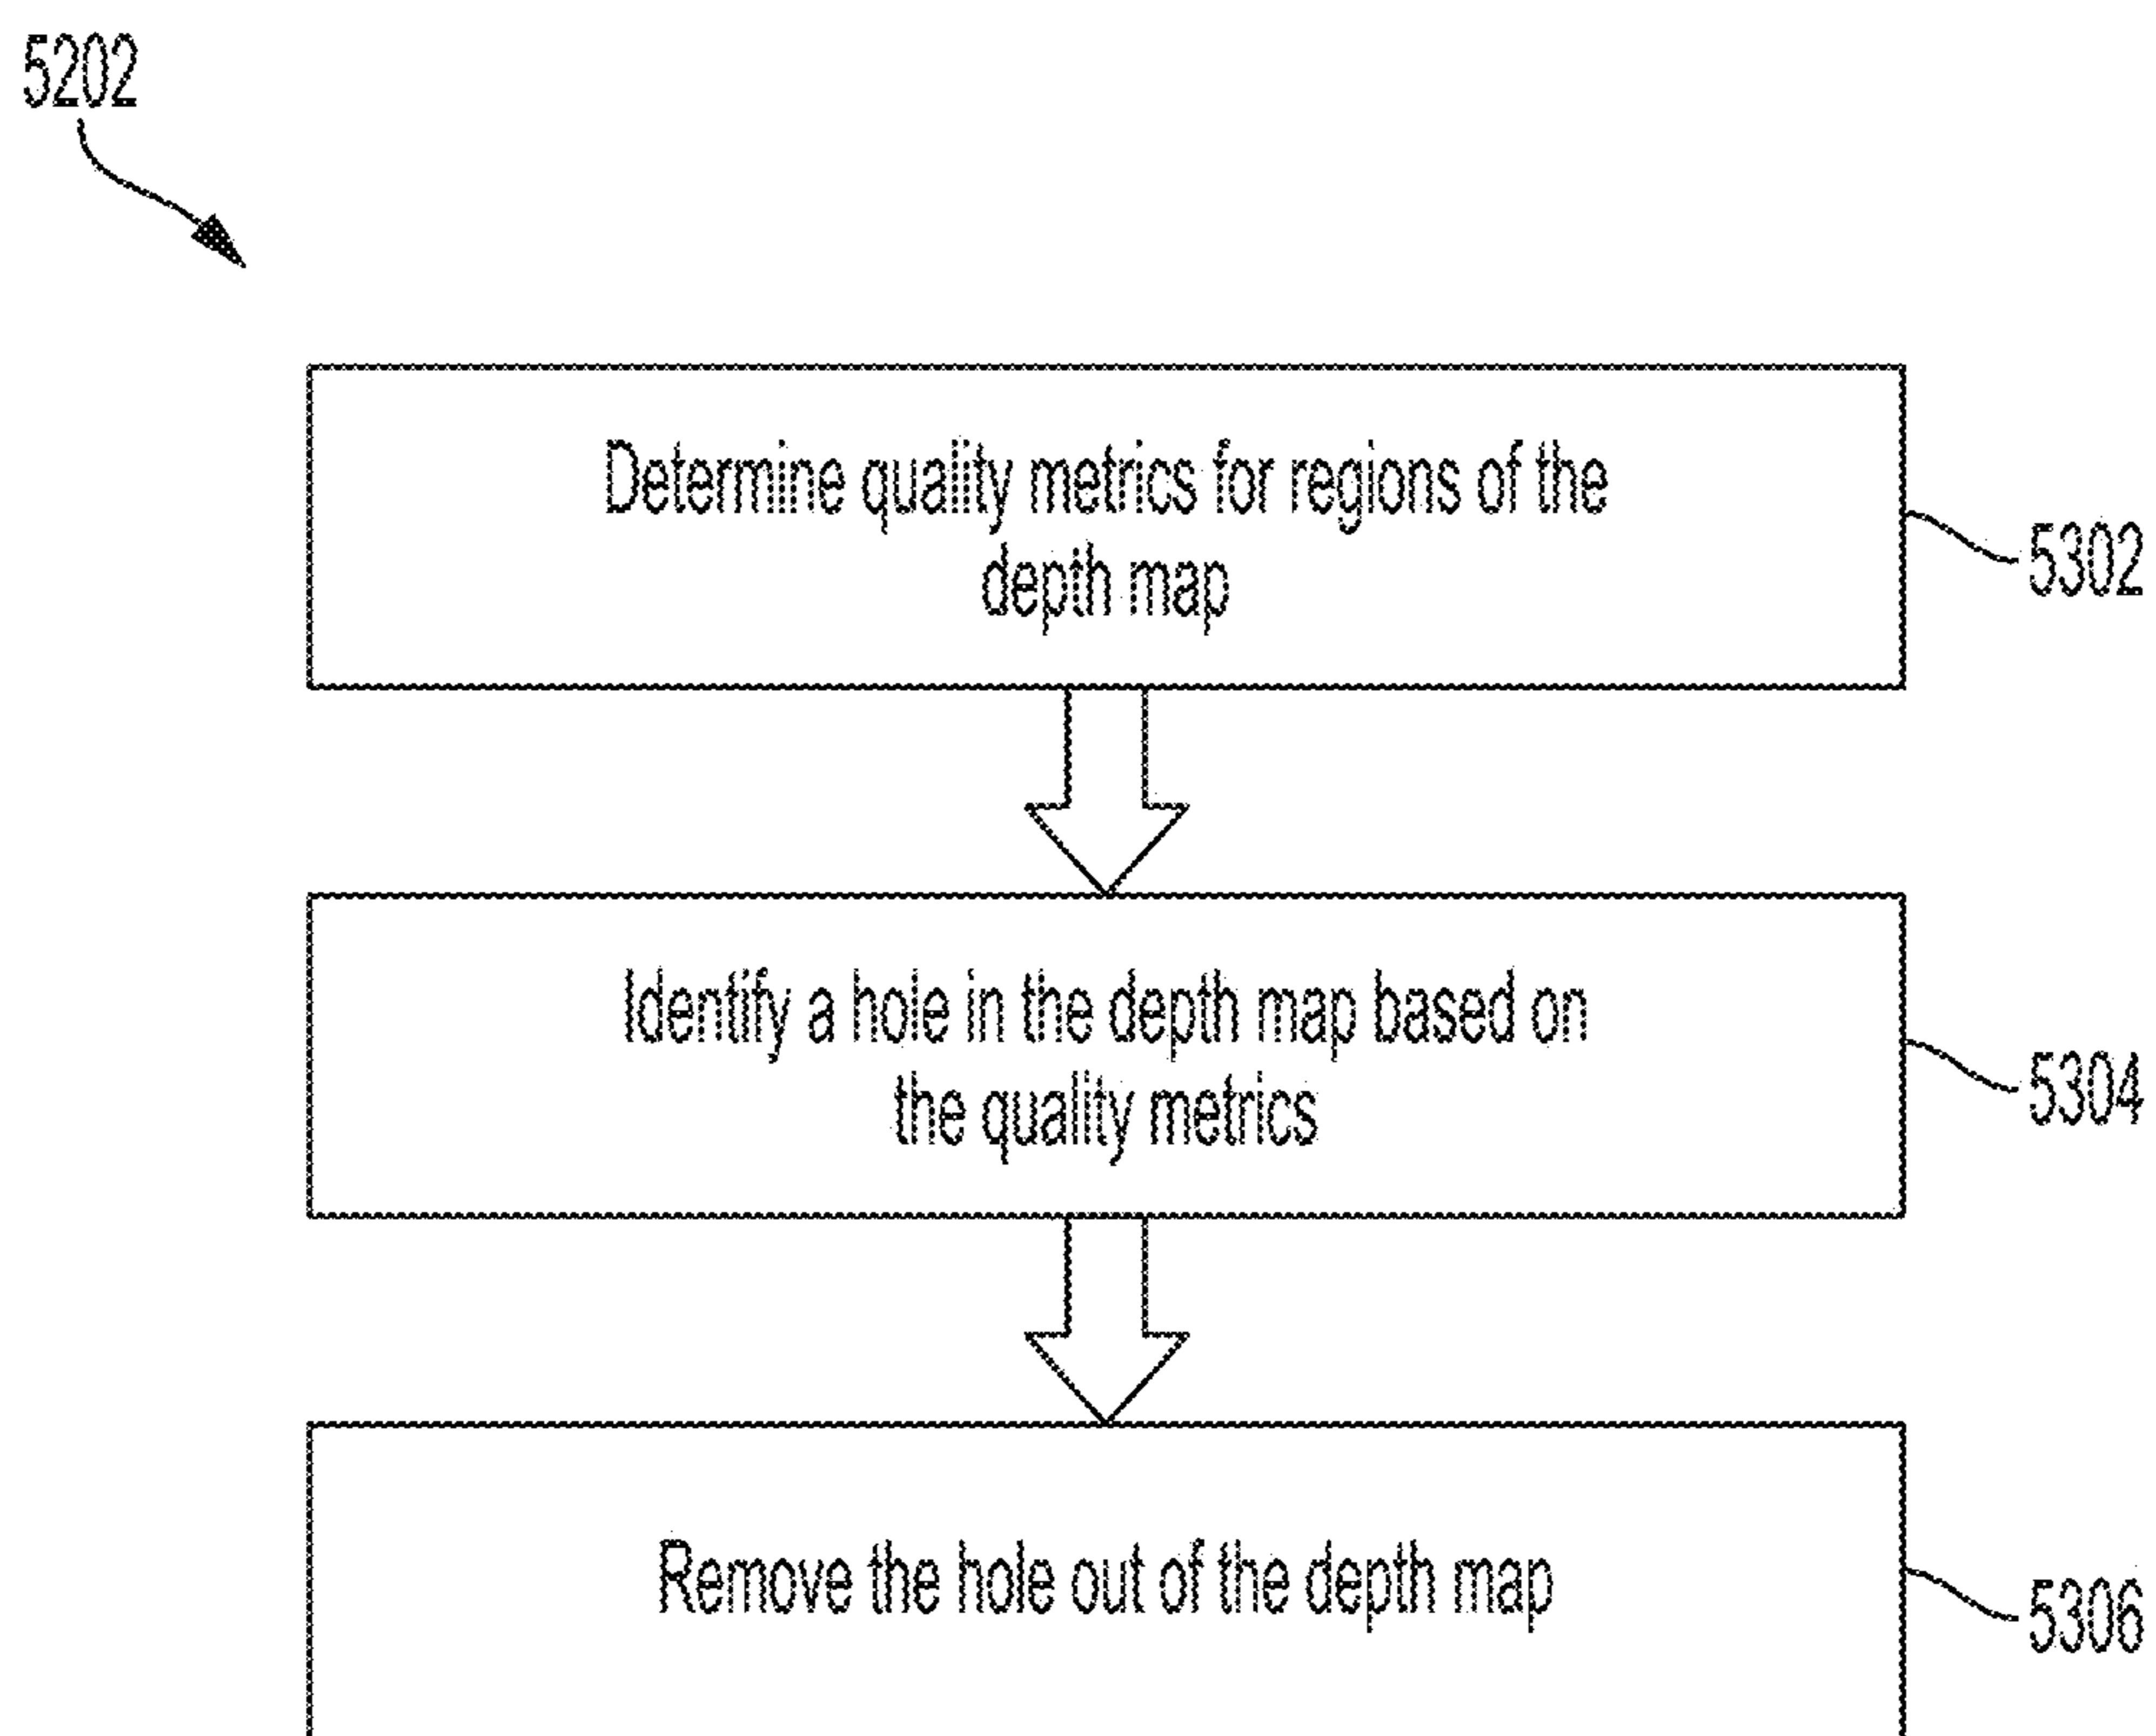 5202
Determine quality metrics for regions of the
depth map
5302
Identify a hole in the depth map based on
the quality metrics
5304
Remove the hole out of the depth map
5306